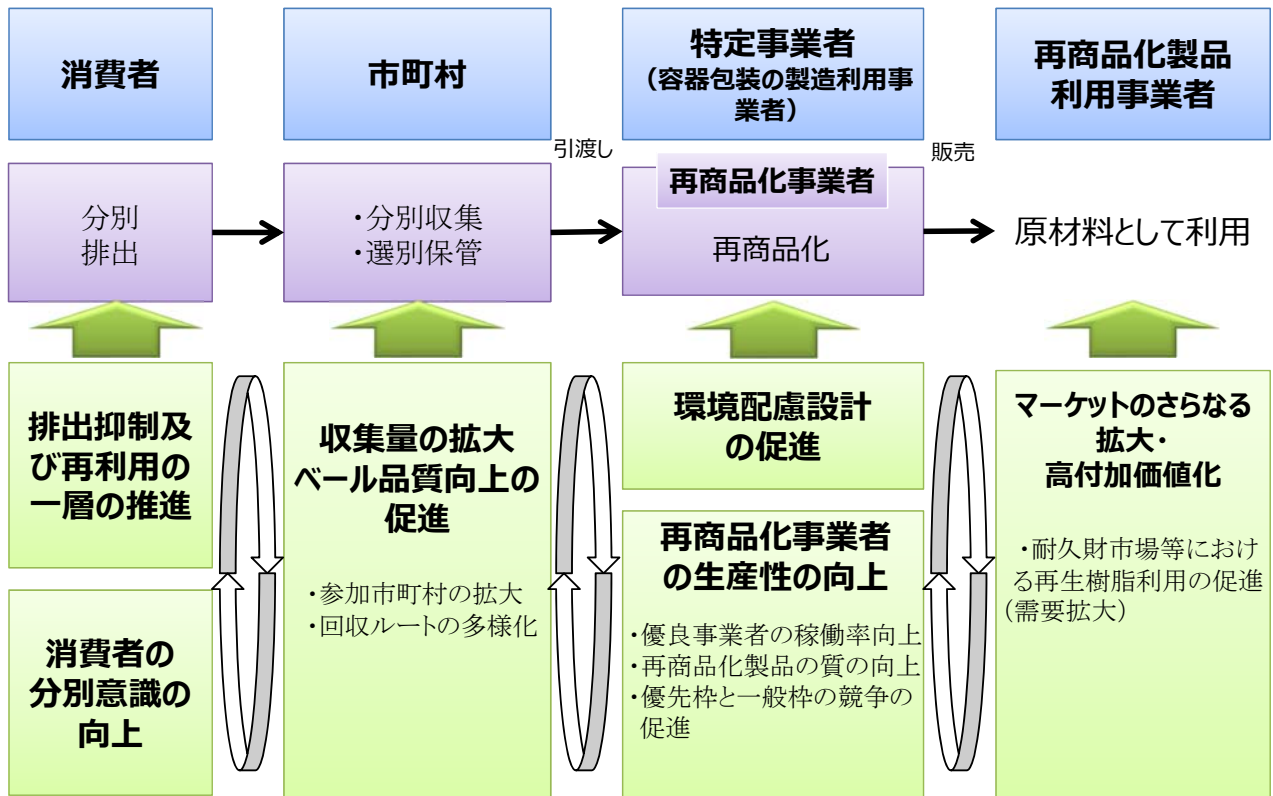 消費者
市町村
特定事業者
（容器包装の製造利用事
業者）
再商品化製品
利用事業者
引渡し
販売
分別
排出
・分別収集
・選別保管
再商品化事業者
再商品化
原材料として利用
排出抑制及
び再利用の
一層の推進
消費者の
分別意識の
向上
収集量の拡大
ベール品質向上の
促進
・参加市町村の拡大
・回収ルートの多様化
環境配慮設計
の促進
再商品化事業者
の生産性の向上
・優良事業者の稼働率向上
・再商品化製品の質の向上
・優先枠と一般枠の競争の
促進
マーケットのさらなる
拡大・
高付加価値化
・耐久財市場等におけ
る再生樹脂利用の促進
(需要拡大）